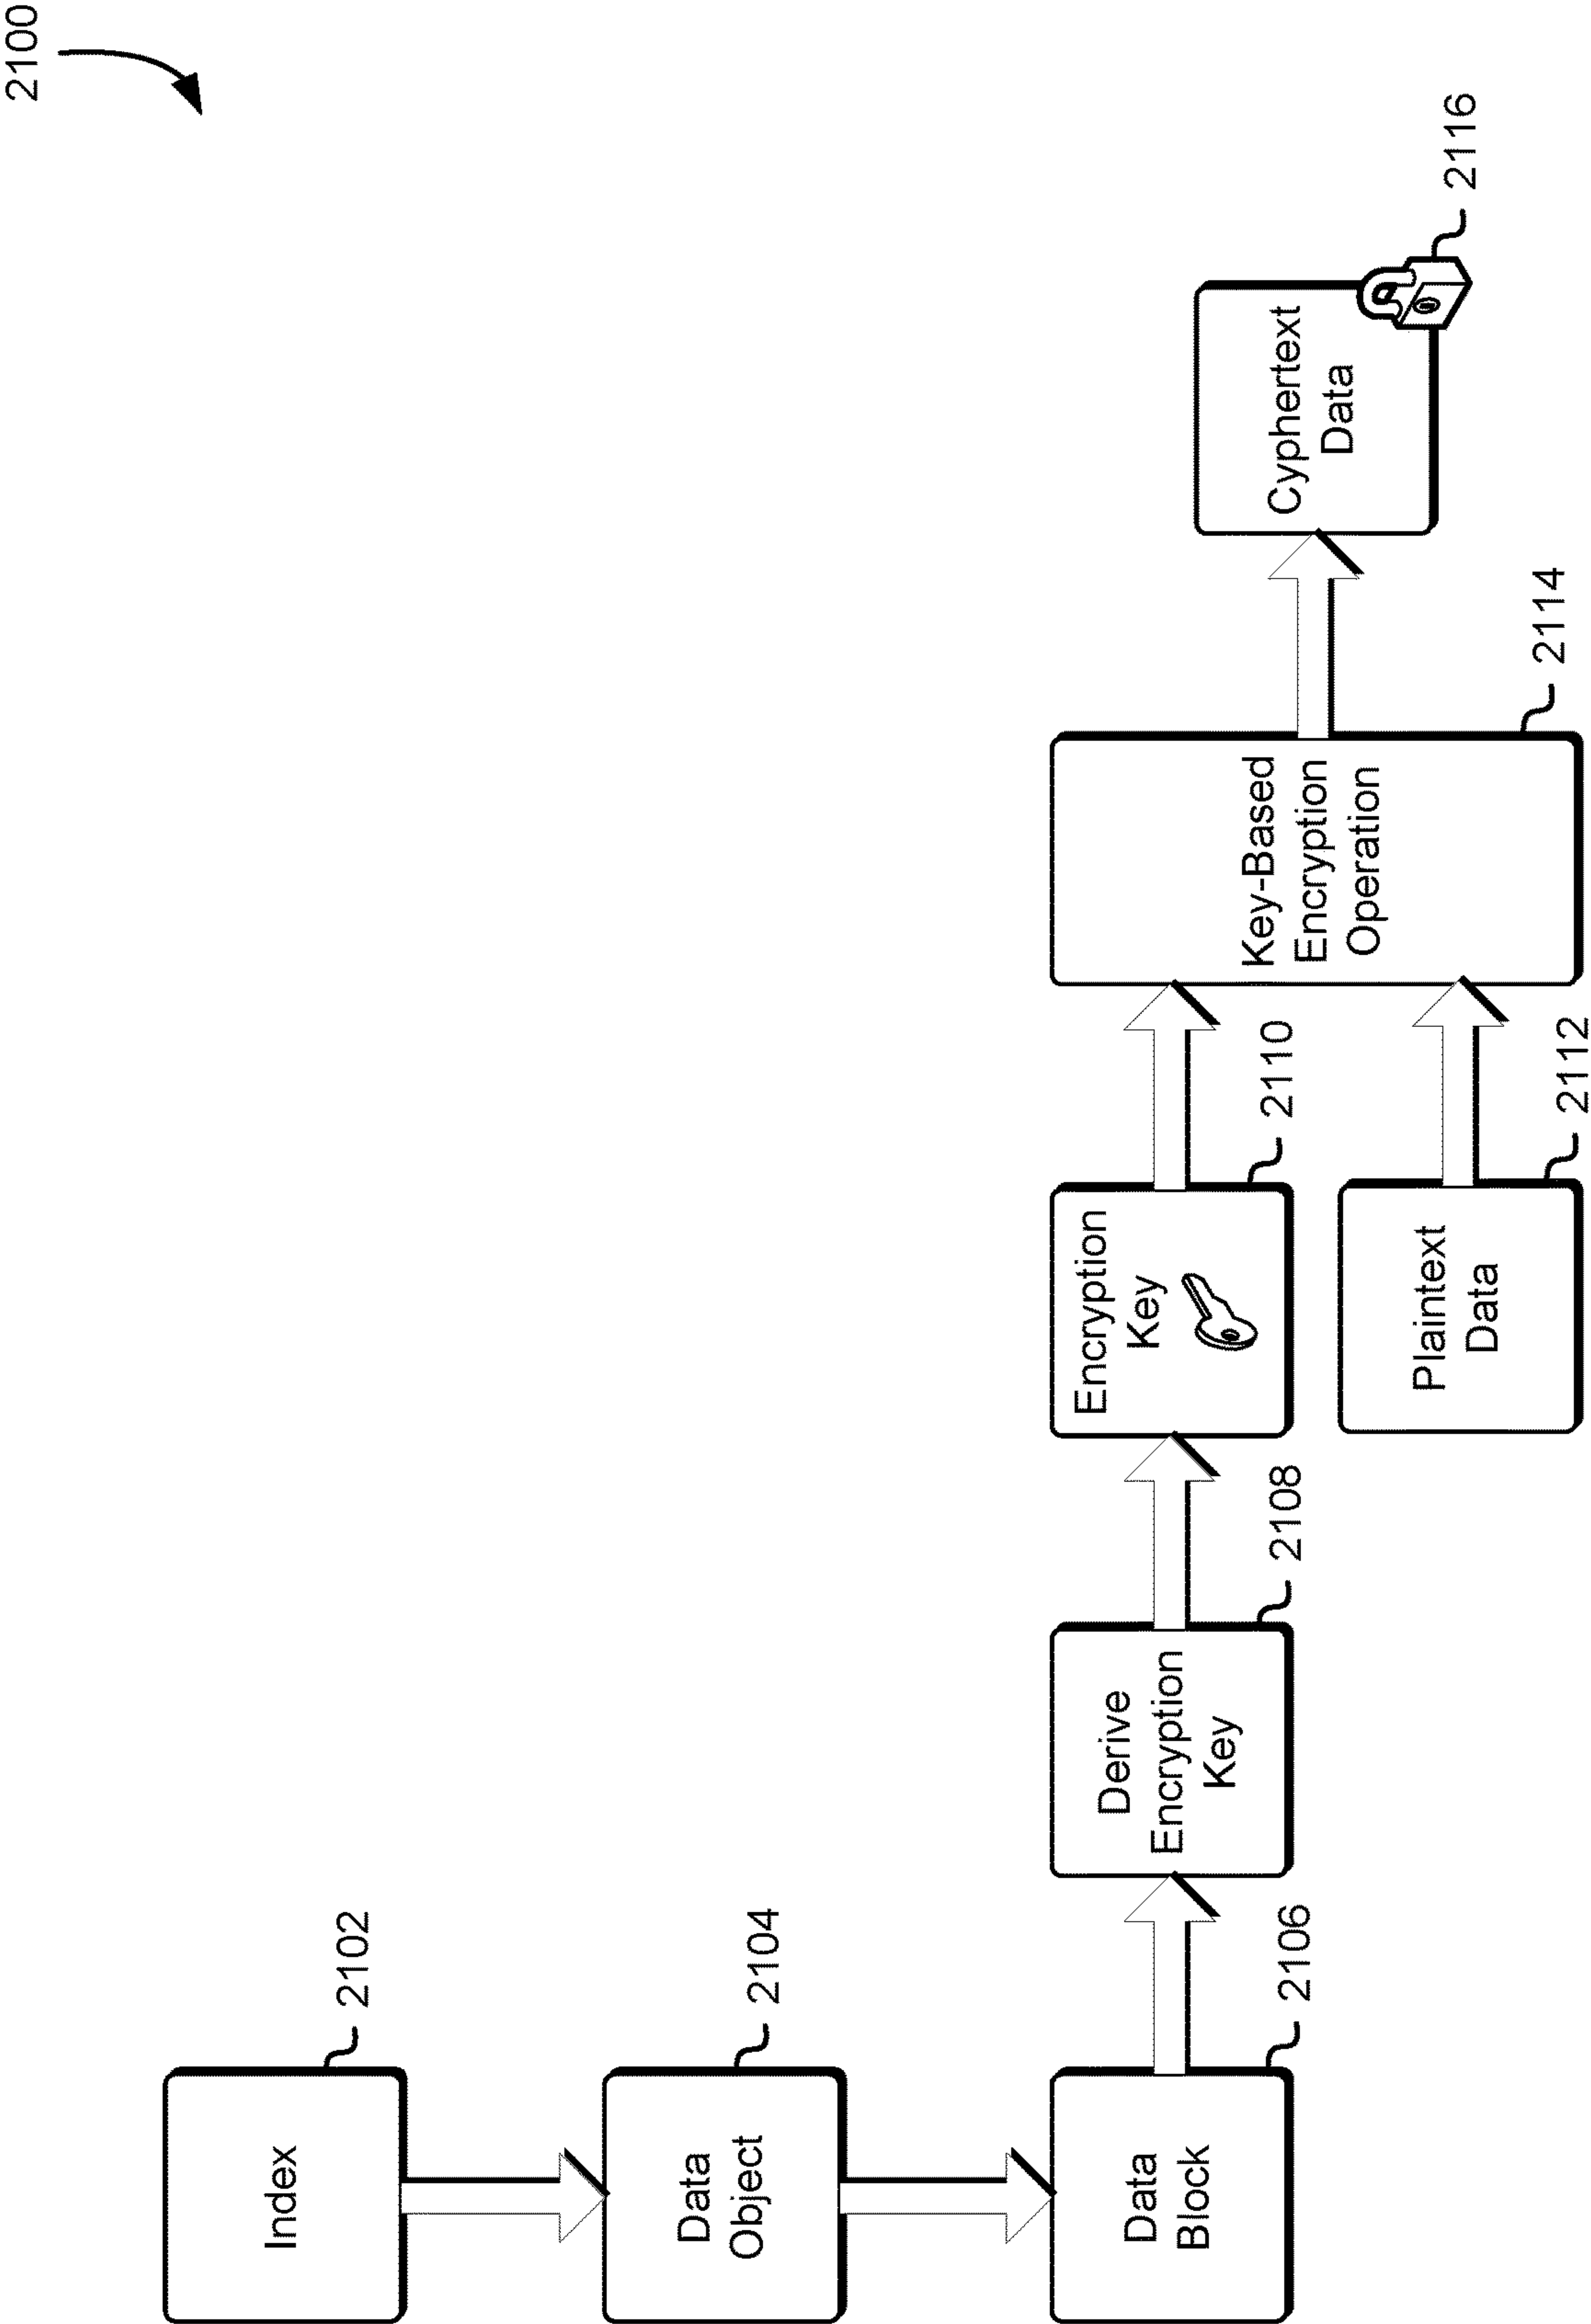 2100
Index
2102
Data
Object
2104
Data
Block
2106
Derive
Encryption
Key
2108
Encryption
Key
2110
Plaintext
Data
2112
Key-Based
Encryption
Operation
2114
Cyphertext
Data
2116